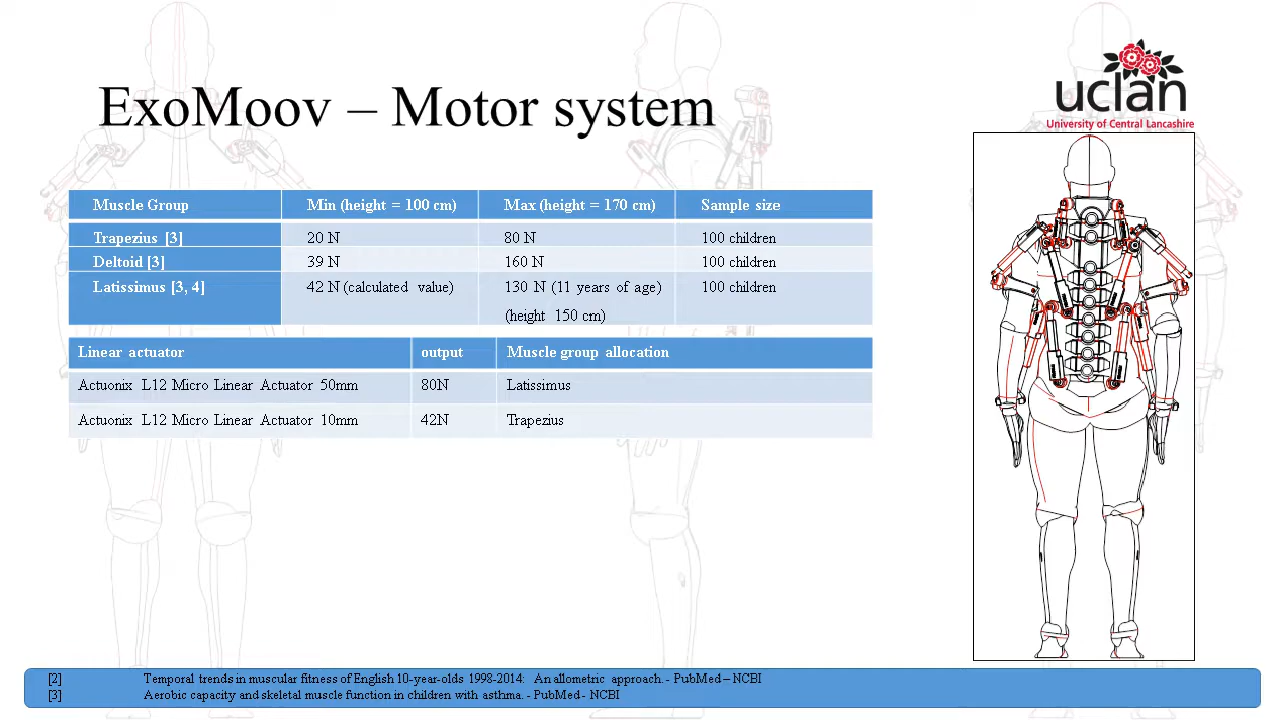 uclan
University of Central Lancashire
ExoMoov – Motor system
Muscle Group Min (height = 100 cm) Max (height = 170 cm) Sample size
Trapezius [3] 20 N 80 N 100 children
Deltoid [3] 39 N 160 N 100 children
Latissimus [3, 4] 42 N (calculated value) 130 N (11 years of age) 100 children
(height 150 cm)
Linear actuator output Muscle group allocation
Actuonix L12 Micro Linear Actuator 50mm 80N Latissimus
Actuonix L12 Micro Linear Actuator 10mm 42N Trapezius
[2] Temporal trends in muscular fitness of English 10-year-olds 1998-2014: An allometric approach. - PubMed – NCBI
[3] Aerobic capacity and skeletal muscle function in children with asthma. - PubMed - NCBI